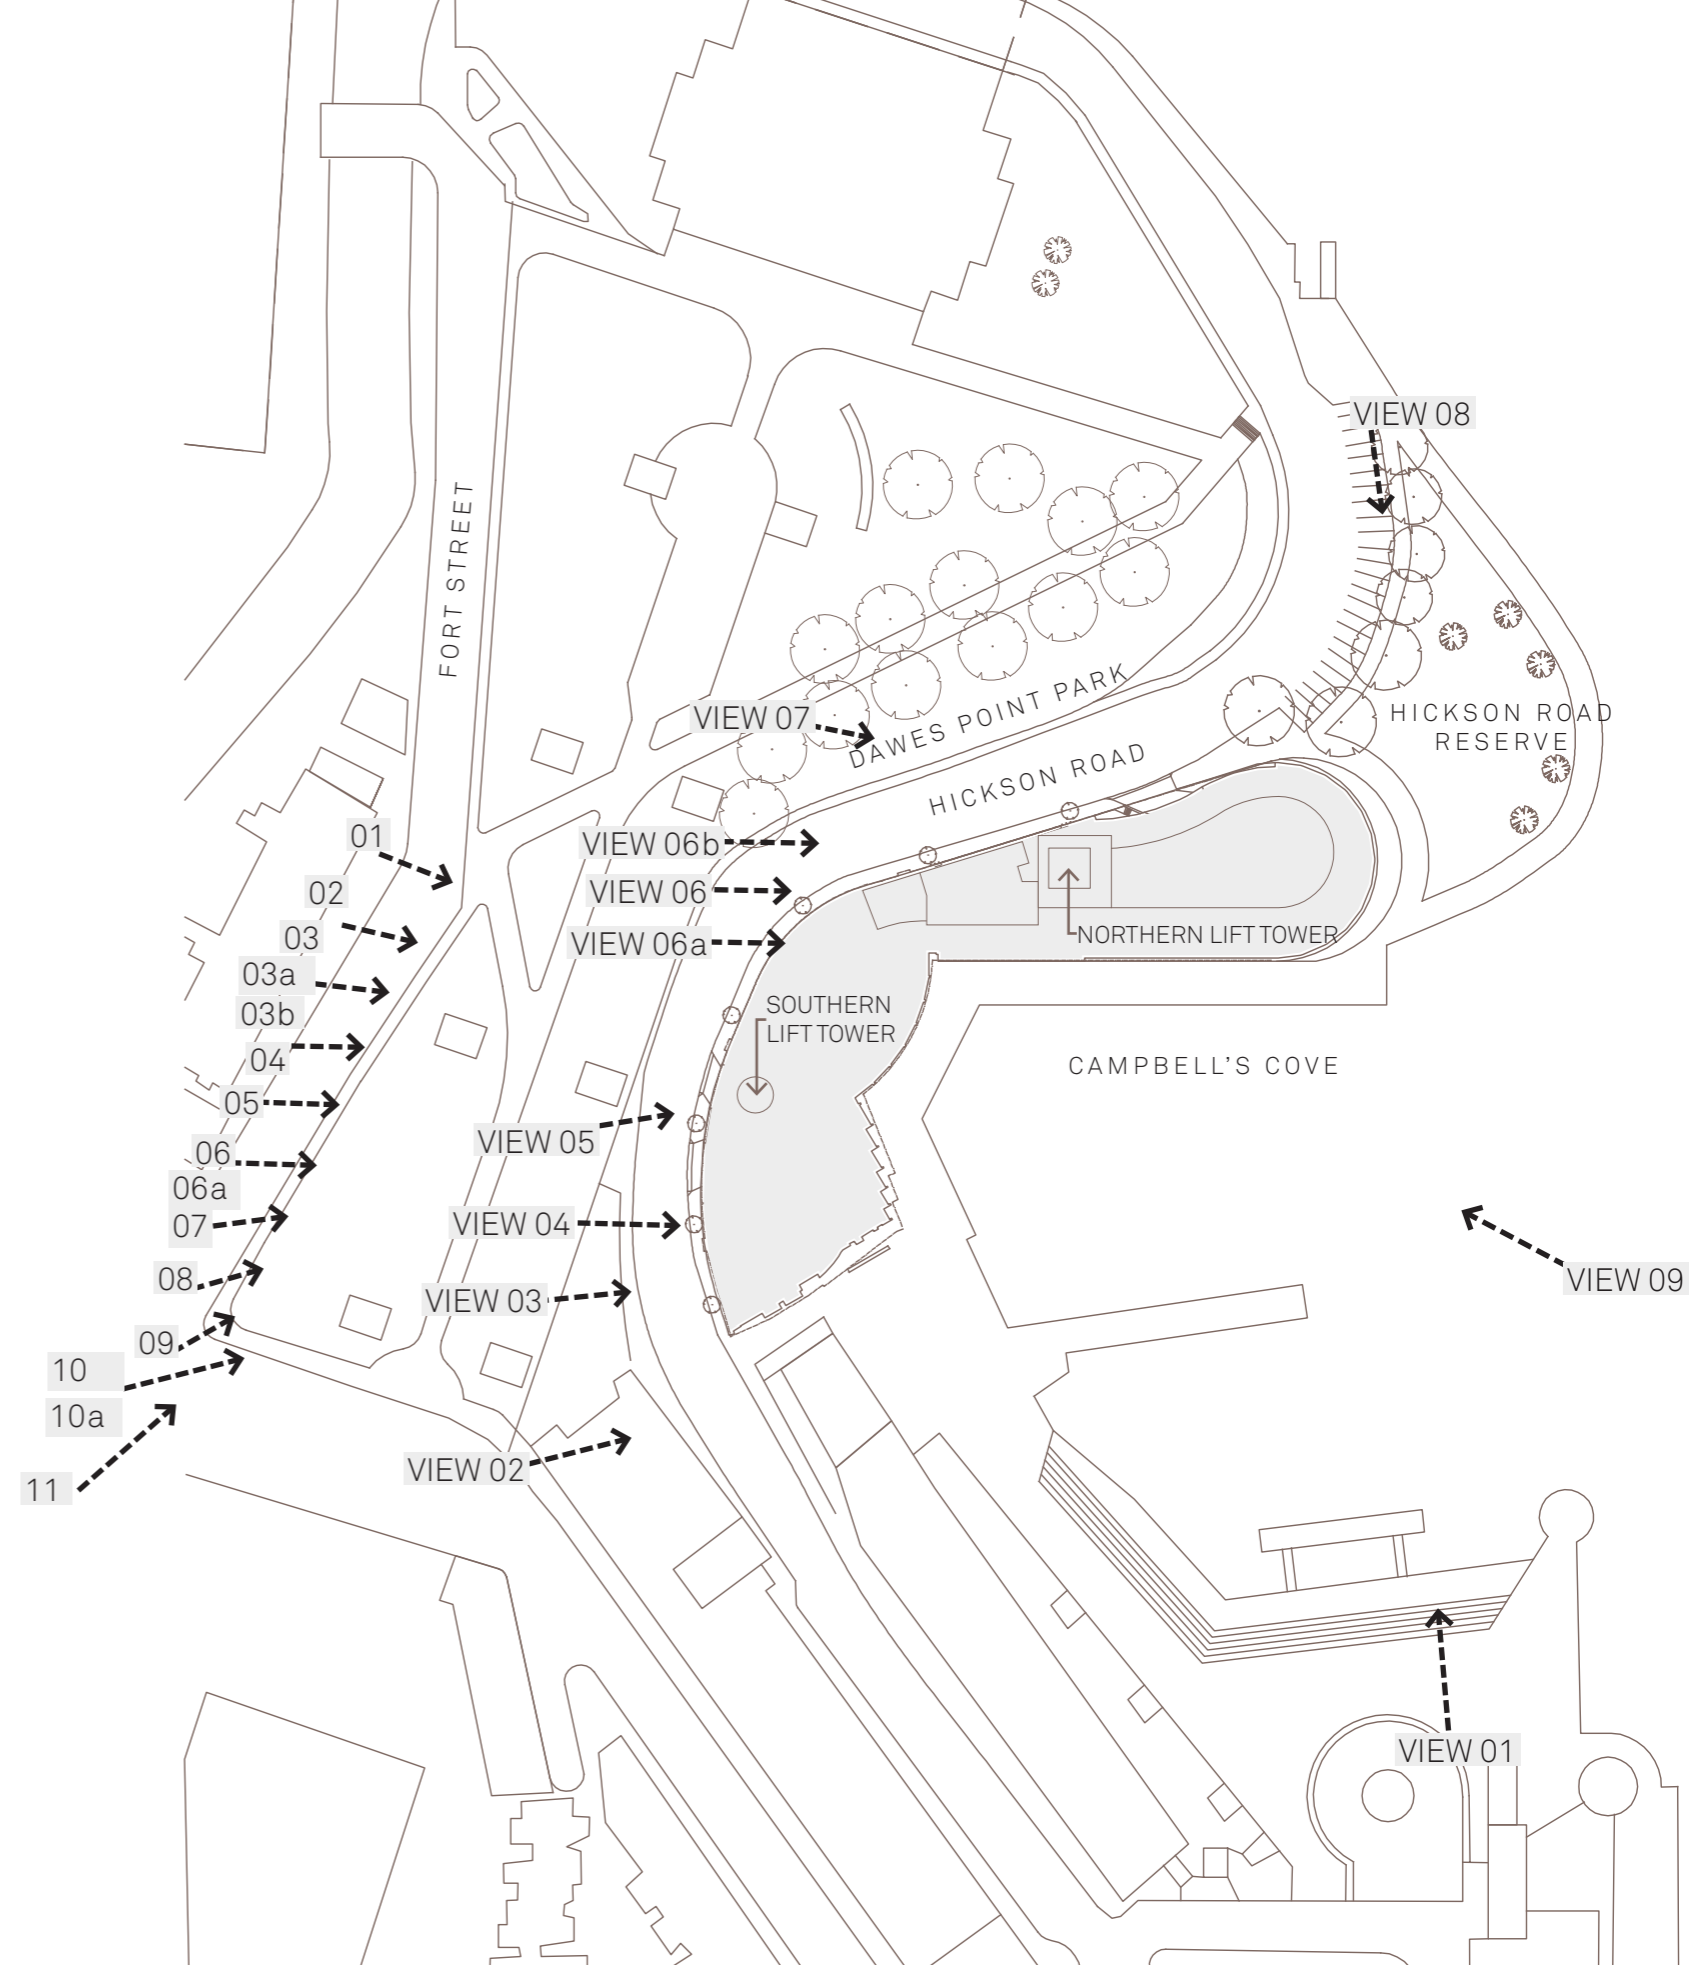 VIEW 08
FORT STREET
VIEW 07
DAWES POINT PARK
HICKSON ROAD
RESERVE
HICKSON ROAD
01
VIEW 06b
02
VIEW 06
03
VIEW 06a
NORTHERN LIFT TOWER
03a
03b
SOUTHERN
LIFT TOWER
04
CAMPBELL'S COVE
05
VIEW 05
06
06a
07
VIEW 04
08
VIEW 03
VIEW 09
09
10
10a
VIEW 02
11
VIEW 01